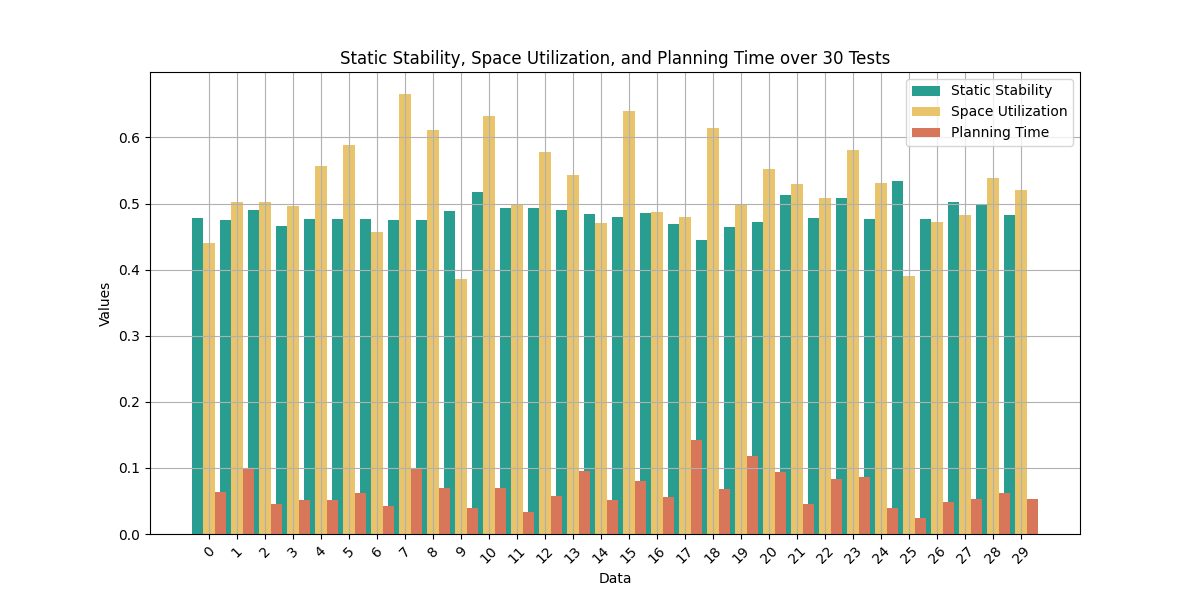 Static Stability, Space Utilization, and Planning Time over 30 Tests
Static Stability
Space Utilization
Planning Time
Values
0.6
0.5
0.4
0.3
0.2
0.1
0.0
0 1 2 3 4 5 6 7 8 9 10 11 12 13 14 15 16 17 18 19 20 21 22 23 24 25 26 27 28 29
Data